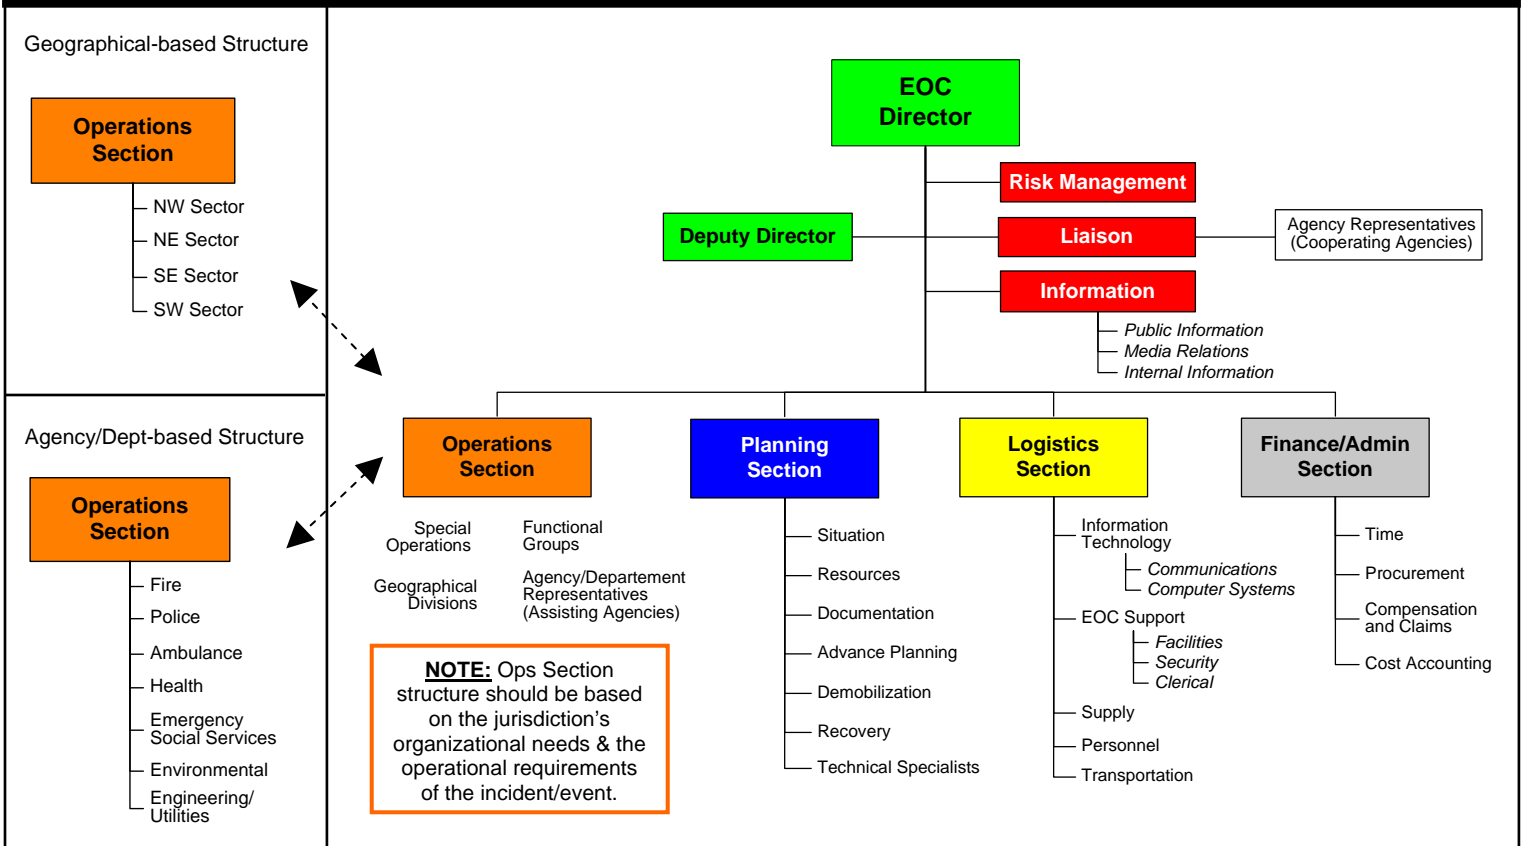 Geographical-based Structure
Operations
Section
NW Sector
NE Sector
SE Sector
SW Sector
Agency/Dept-based Structure
Operations
Section
Fire
Police
Ambulance
Health
Emergency
Social Services
Environmental
Engineering/
Utilities
EOC
Director
Risk Management
Deputy Director
Liaison
Agency Representatives
(Cooperating Agencies)
Information
Public Information
Media Relations
Internal Information
Operations
Section
Special
Operations
Functional
Groups
Geographical
Divisions
Agency/Departement
Representatives
(Assisting Agencies)
NOTE: Ops Section
structure should be based
on the jurisdiction’s
organizational needs & the
operational requirements
of the incident/event.
Planning
Section
Situation
Resources
Documentation
Advance Planning
Demobilization
Recovery
Technical Specialists
Logistics
Section
Information
Technology
Communications
Computer Systems
EOC Support
Facilities
Security
Clerical
Supply
Personnel
Transportation
Finance/Admin
Section
Time
Procurement
Compensation
and Claims
Cost Accounting